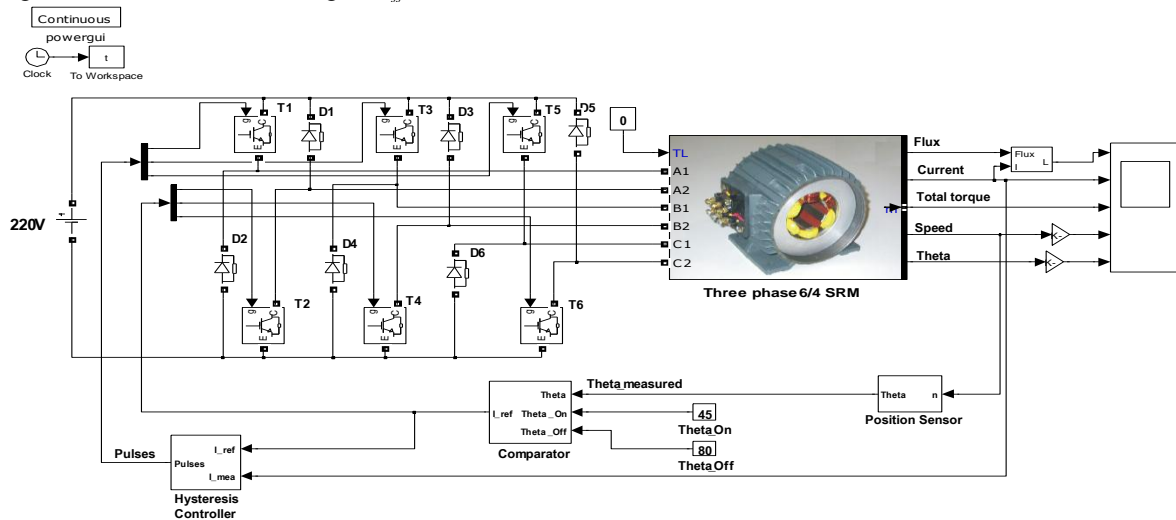 Continuous
powergui
t
Clock
To Workspace
T1
D1
T3
D3
T5
D5
g
C
E
g
C
E
g
C
E
0
TL
A1
A2
B1
B2
C1
C2
Three phase 6/4 SRM
Flux
Current
Total torque
Speed
Theta
Flux
I
L
K-
K-
220V
D2
D4
D6
T2
T4
T6
g
C
E
g
C
E
g
C
E
Theta_measured
Theta
I_ref
Theta_On
Theta_Off
Comparator
45
Theta_On
80
Theta_Off
Theta
n
Position Sensor
Pulses
I_ref
Pulses
I_mea
Hysteresis
Controller